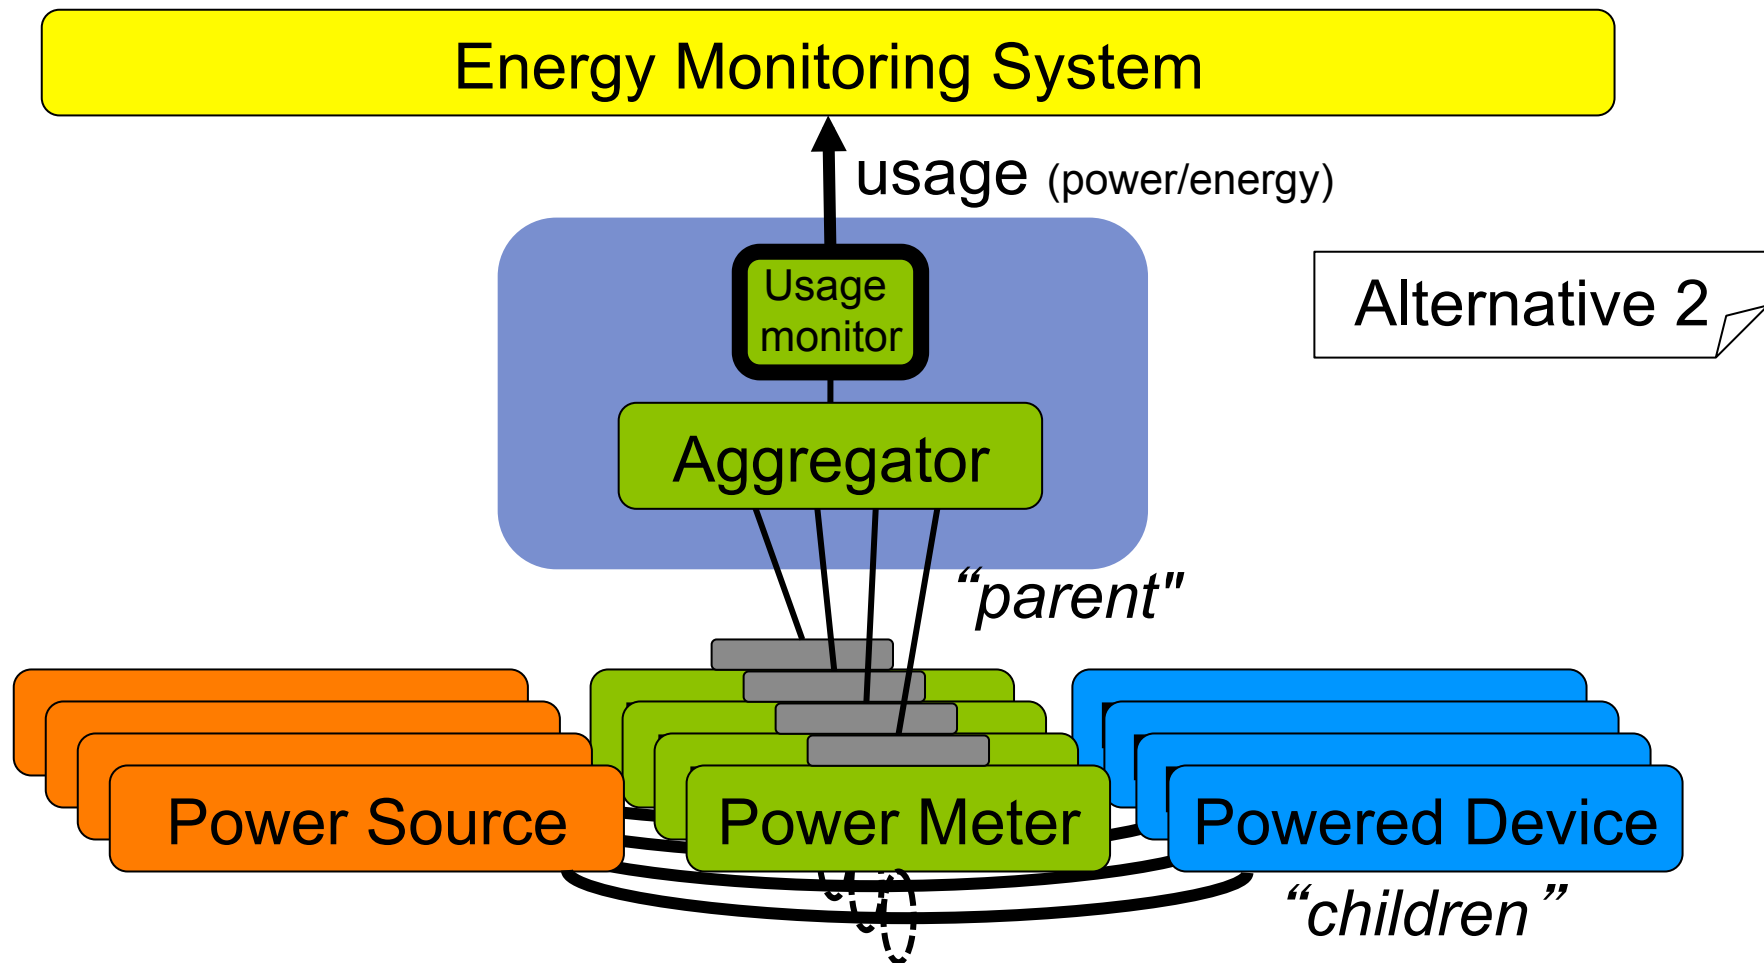 Energy Monitoring System
usage (power/energy)
Usage
monitor
Alternative 2
Aggregator
“parent"
Power Source
Power Meter
Powered Device
“children”